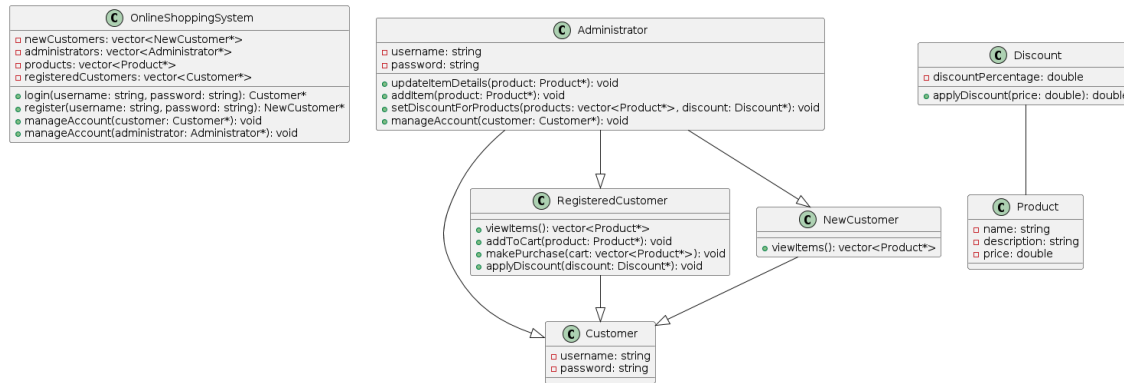 C OnlineShoppingSystem
newCustomers: vector<NewCustomer*>
administrators: vector<Administrator*>
products: vector<Product*>
registeredCustomers: vector<Customer*>
login(username: string, password: string): Customer*
register(username: string, password: string): NewCustomer*
manageAccount(customer: Customer*): void
manageAccount(administrator: Administrator*): void
C Administrator
username: string
password: string
updateItemDetails(product: Product*): void
addItem(product: Product*): void
setDiscountForProducts(products: vector<Product*>, discount: Discount*): void
manageAccount(customer: Customer*): void
C Discount
discountPercentage: double
applyDiscount(price: double): double
C RegisteredCustomer
viewItems(): vector<Product*>
addToCart(product: Product*): void
makePurchase(cart: vector<Product*>): void
applyDiscount(discount: Discount*): void
C NewCustomer
viewItems(): vector<Product*>
C Product
name: string
description: string
price: double
C Customer
username: string
password: string